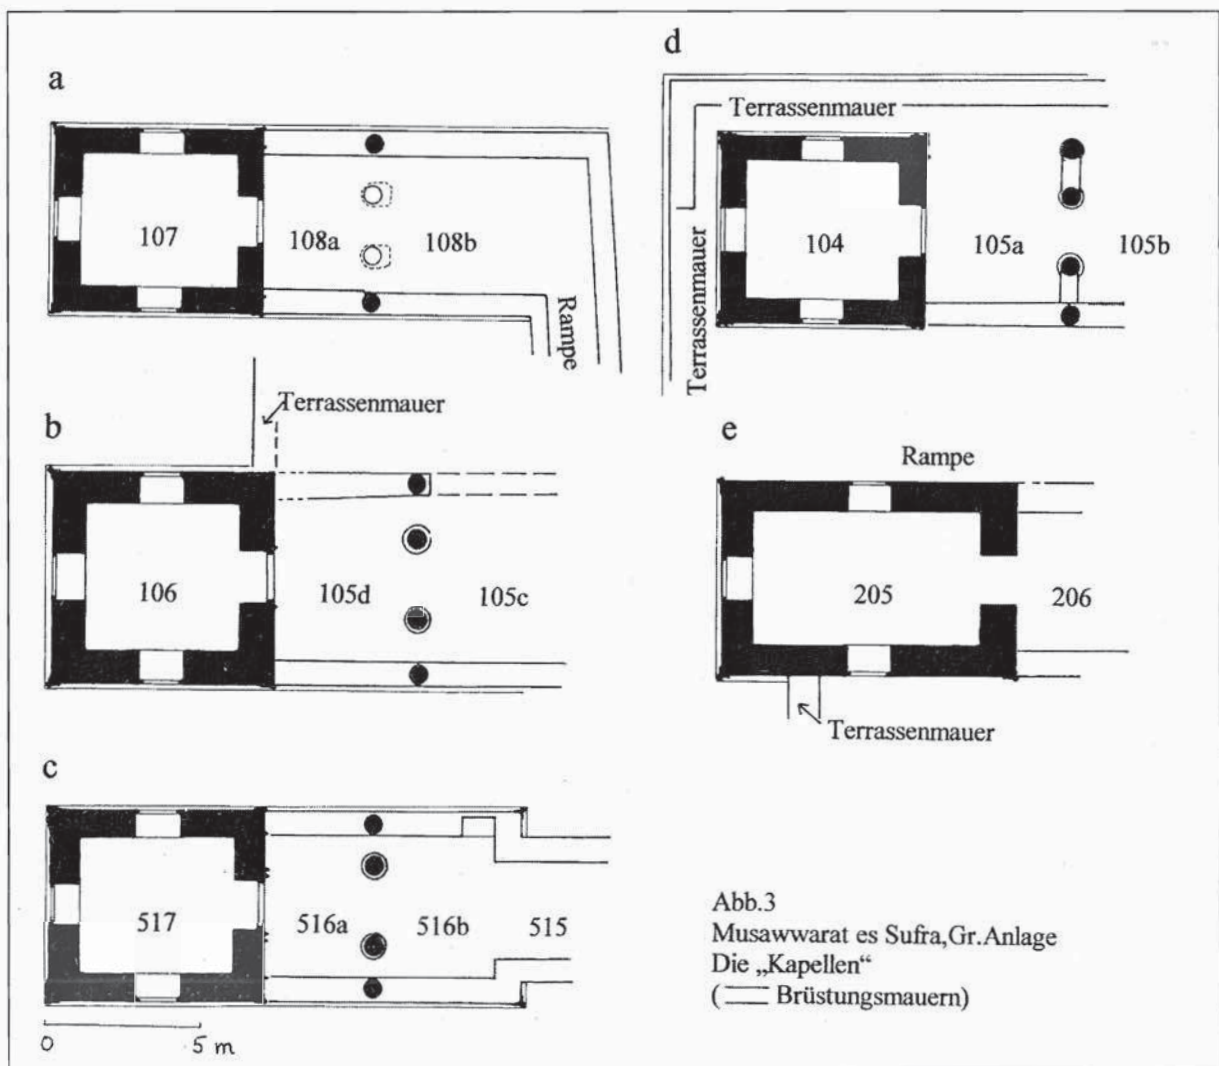 a
107
108a
108b
Rampe
b
Terrassenmauer
106
105d
105c
c
517
516a
516b
515
0 5 m
d
Terrassenmauer
Terrassenmauer
104
105a
105b
e
Rampe
205
206
Terrassenmauer
Abb.3
Musawwarat es Sufra,Gr.Anlage
Die „Kapellen“
( Brüstungsmauern)